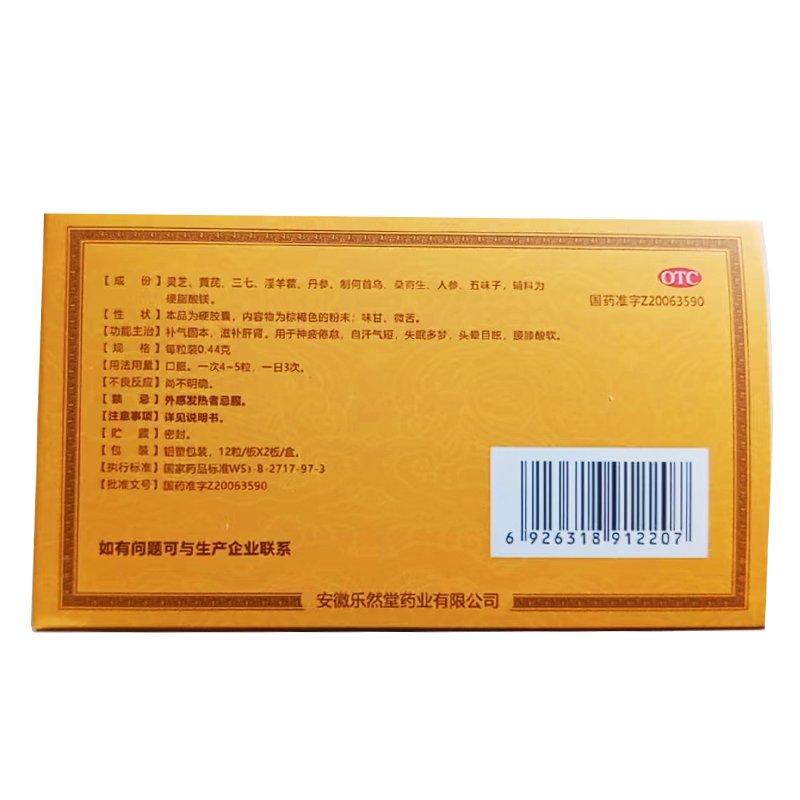 OTC
国药准字Z20063590
【成份】灵芝、黄芪、三七、淫羊藿、丹参、制何首乌、桑寄生、人参、五味子，辅料为
硬脂酸镁。
【性状】本品为硬胶囊，内容物为棕褐色的粉末；味甘、微苦。
【功能主治】补气固本，滋补肝肾。用于神疲倦怠，自汗气短，失眠多梦，头晕目眩，腰膝酸软。
【规格】每粒装0.44克
【用法用量】口服。一次4~5粒，一日3次。
【不良反应】尚不明确。
【禁忌】外感发热者忌服。
【注意事项】详见说明书。
【贮藏】密封。
【包装】铝塑包装，12粒/板X2板/盒。
【执行标准】国家药品标准WS3-B-2717-97-3
【批准文号】国药准字Z20063590
6 926318 912207
如有问题可与生产企业联系
安徽乐然堂药业有限公司